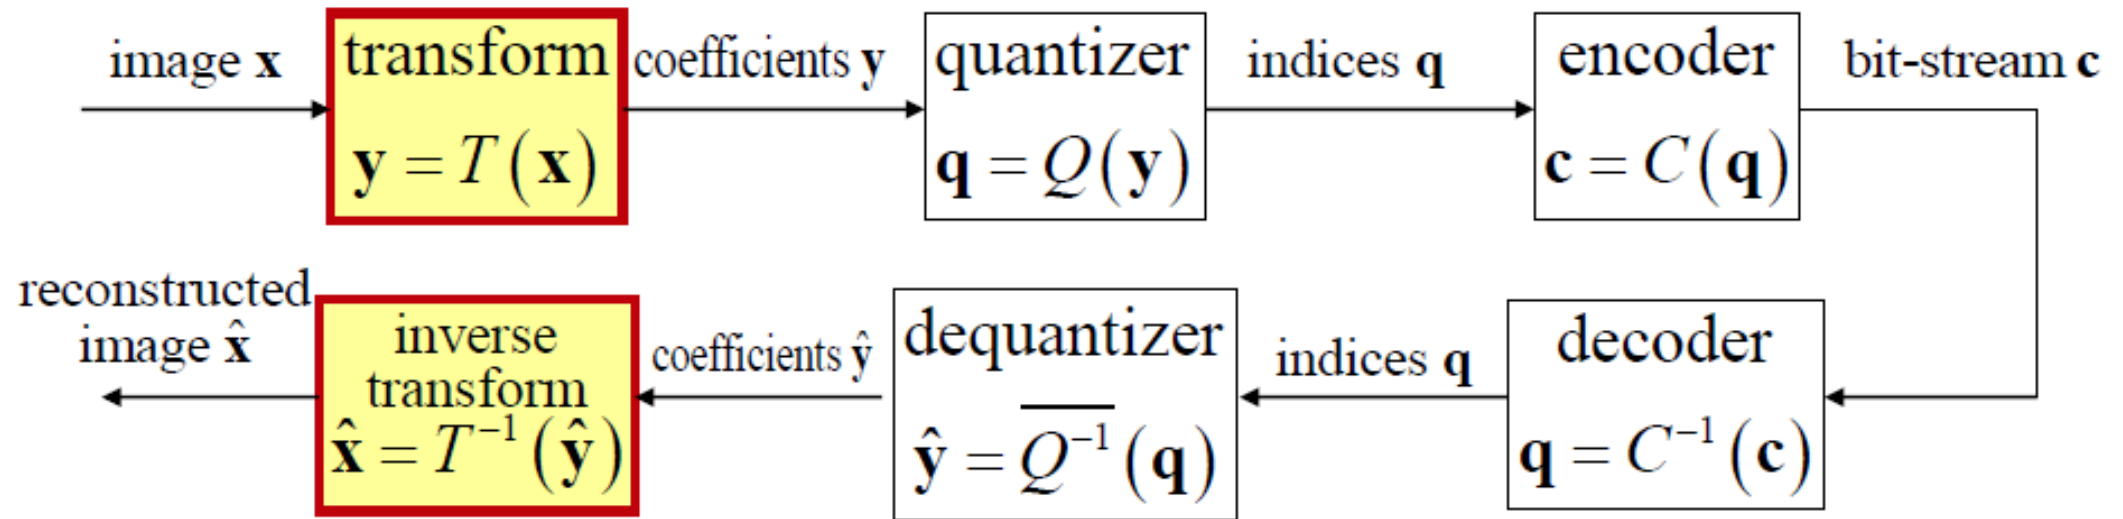 image x
transform
y = T(x)
coefficients y
quantizer
q = Q(y)
indices q
encoder
c = C(q)
bit-stream c
reconstructed
image x̂
inverse
transform
x̂ = T⁻¹(ŷ)
coefficients ŷ
dequantizer
ŷ = \overline{Q⁻¹}(q)
indices q
decoder
q = C⁻¹(c)